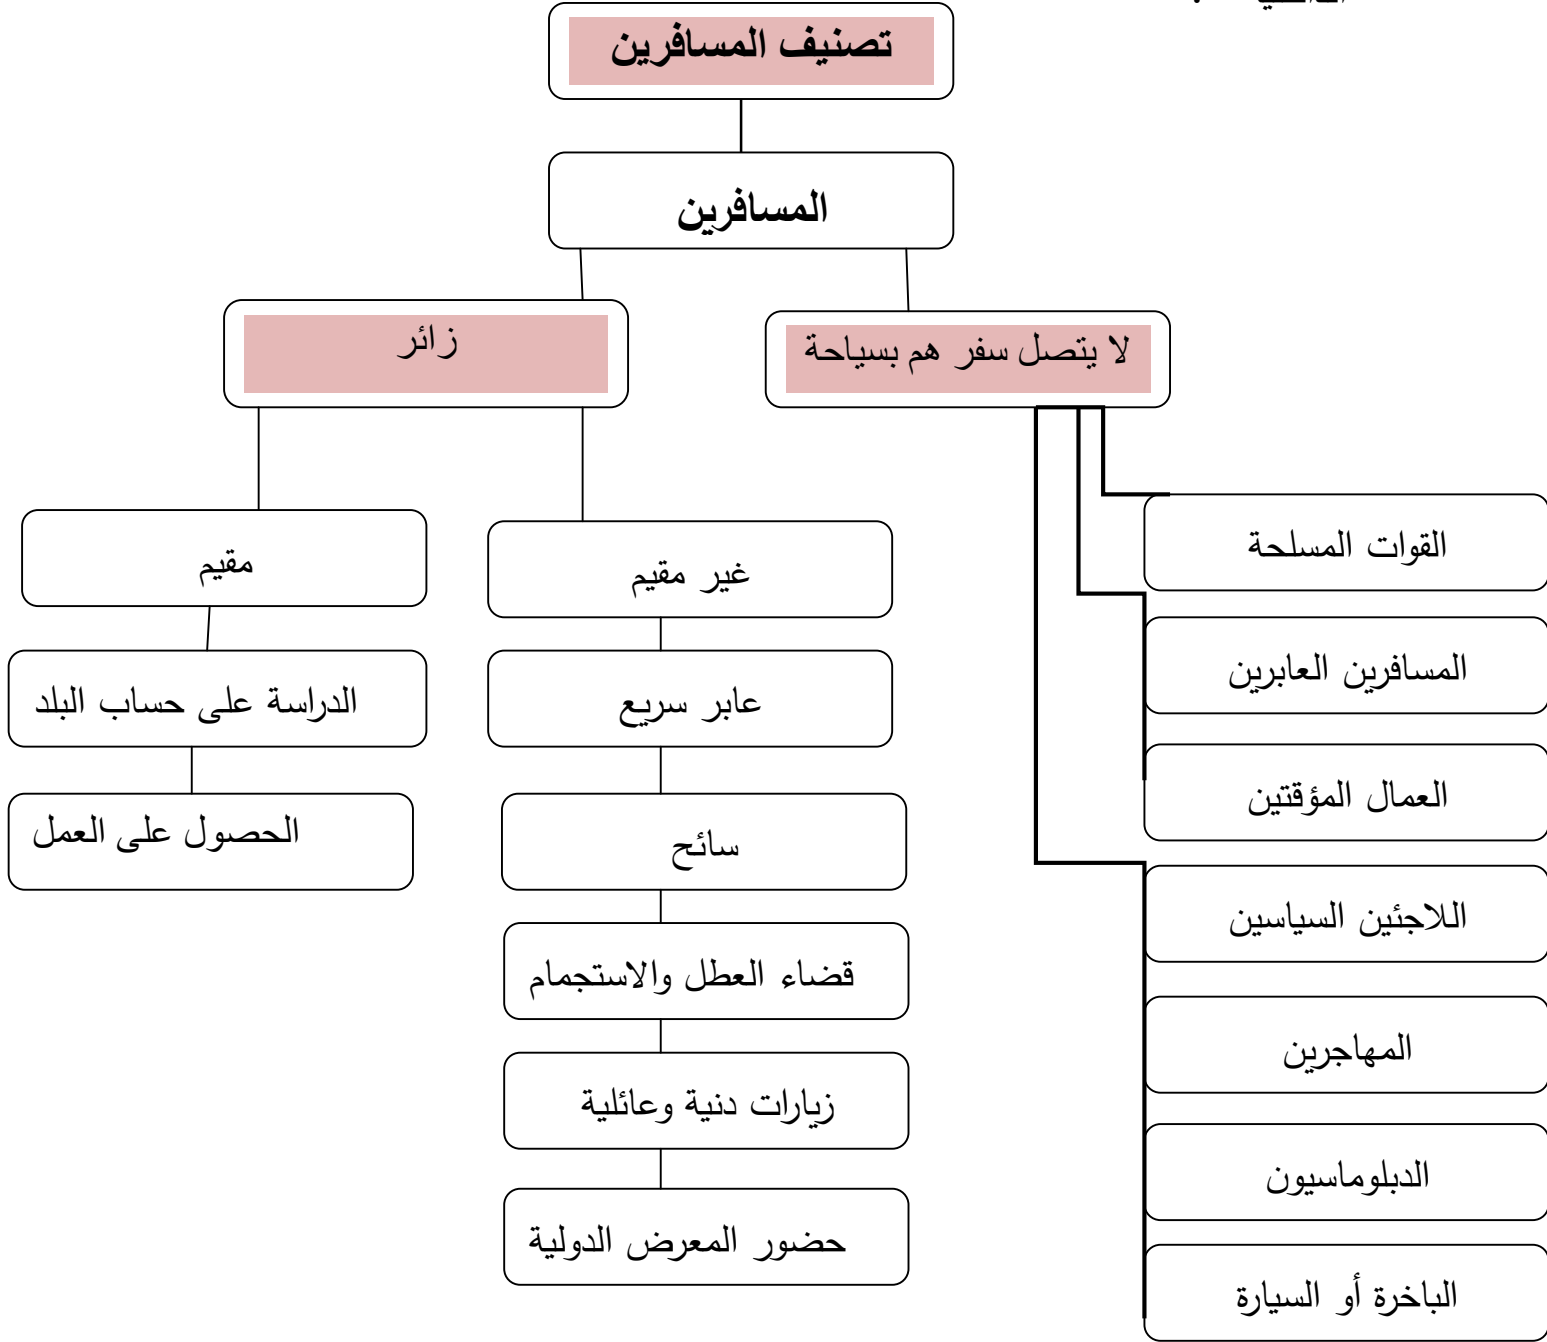 تصنيف المسافرين
المسافرين
لا يتصل سفر هم بسياحة
زائر
القوات المسلحة
المسافرين العابرين
العمال المؤقتين
اللاجئين السياسين
المهاجرين
الدبلوماسيون
الباخرة أو السيارة
غير مقيم
عابر سريع
سائح
قضاء العطل والاستجمام
زيارات دنية وعائلية
حضور المعرض الدولية
مقيم
الدراسة على حساب البلد
الحصول على العمل